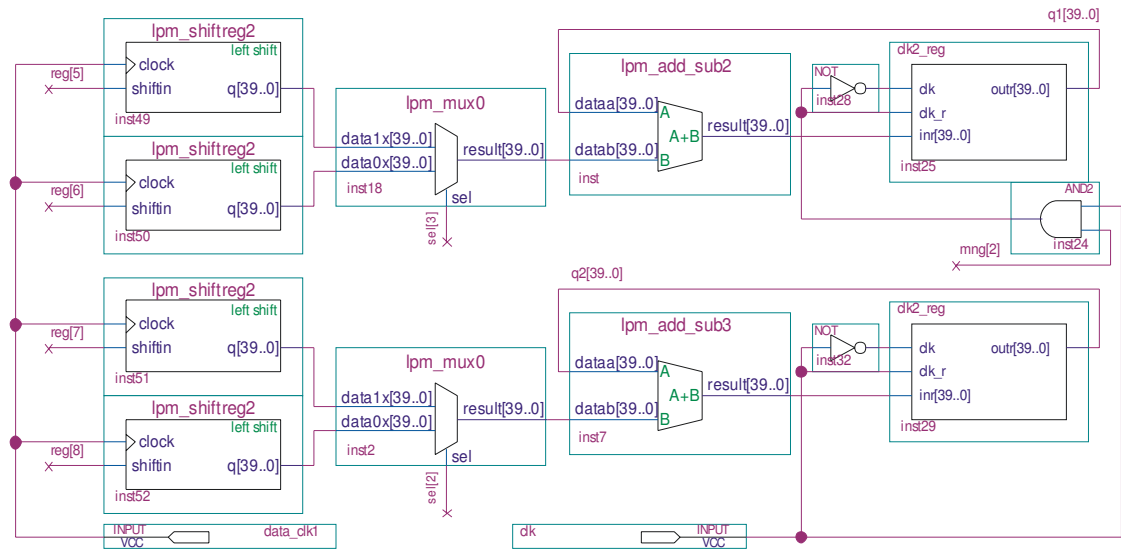 q1[39..0]
lpm_shiftreg2
left shift
clock
reg[5]
shiftin
q[39..0]
inst49
lpm_shiftreg2
left shift
clock
reg[6]
shiftin
q[39..0]
inst50
lpm_mux0
data1x[39..0]
data0x[39..0]
result[39..0]
inst18
sel
sel[3]
lpm_add_sub2
dataa[39..0]
A
A+B
result[39..0]
datab[39..0]
B
inst
NOT
inst28
dk2_reg
dk
outr[39..0]
dk_r
inr[39..0]
inst25
AND2
inst24
mng[2]
q2[39..0]
lpm_shiftreg2
left shift
clock
reg[7]
shiftin
q[39..0]
inst51
lpm_shiftreg2
left shift
clock
reg[8]
shiftin
q[39..0]
inst52
lpm_mux0
data1x[39..0]
data0x[39..0]
result[39..0]
inst2
sel
sel[2]
lpm_add_sub3
dataa[39..0]
A
A+B
result[39..0]
datab[39..0]
B
inst7
NOT
inst32
dk2_reg
dk
outr[39..0]
dk_r
inr[39..0]
inst29
INPUT
VCC
data_clk1
dk
INPUT
VCC